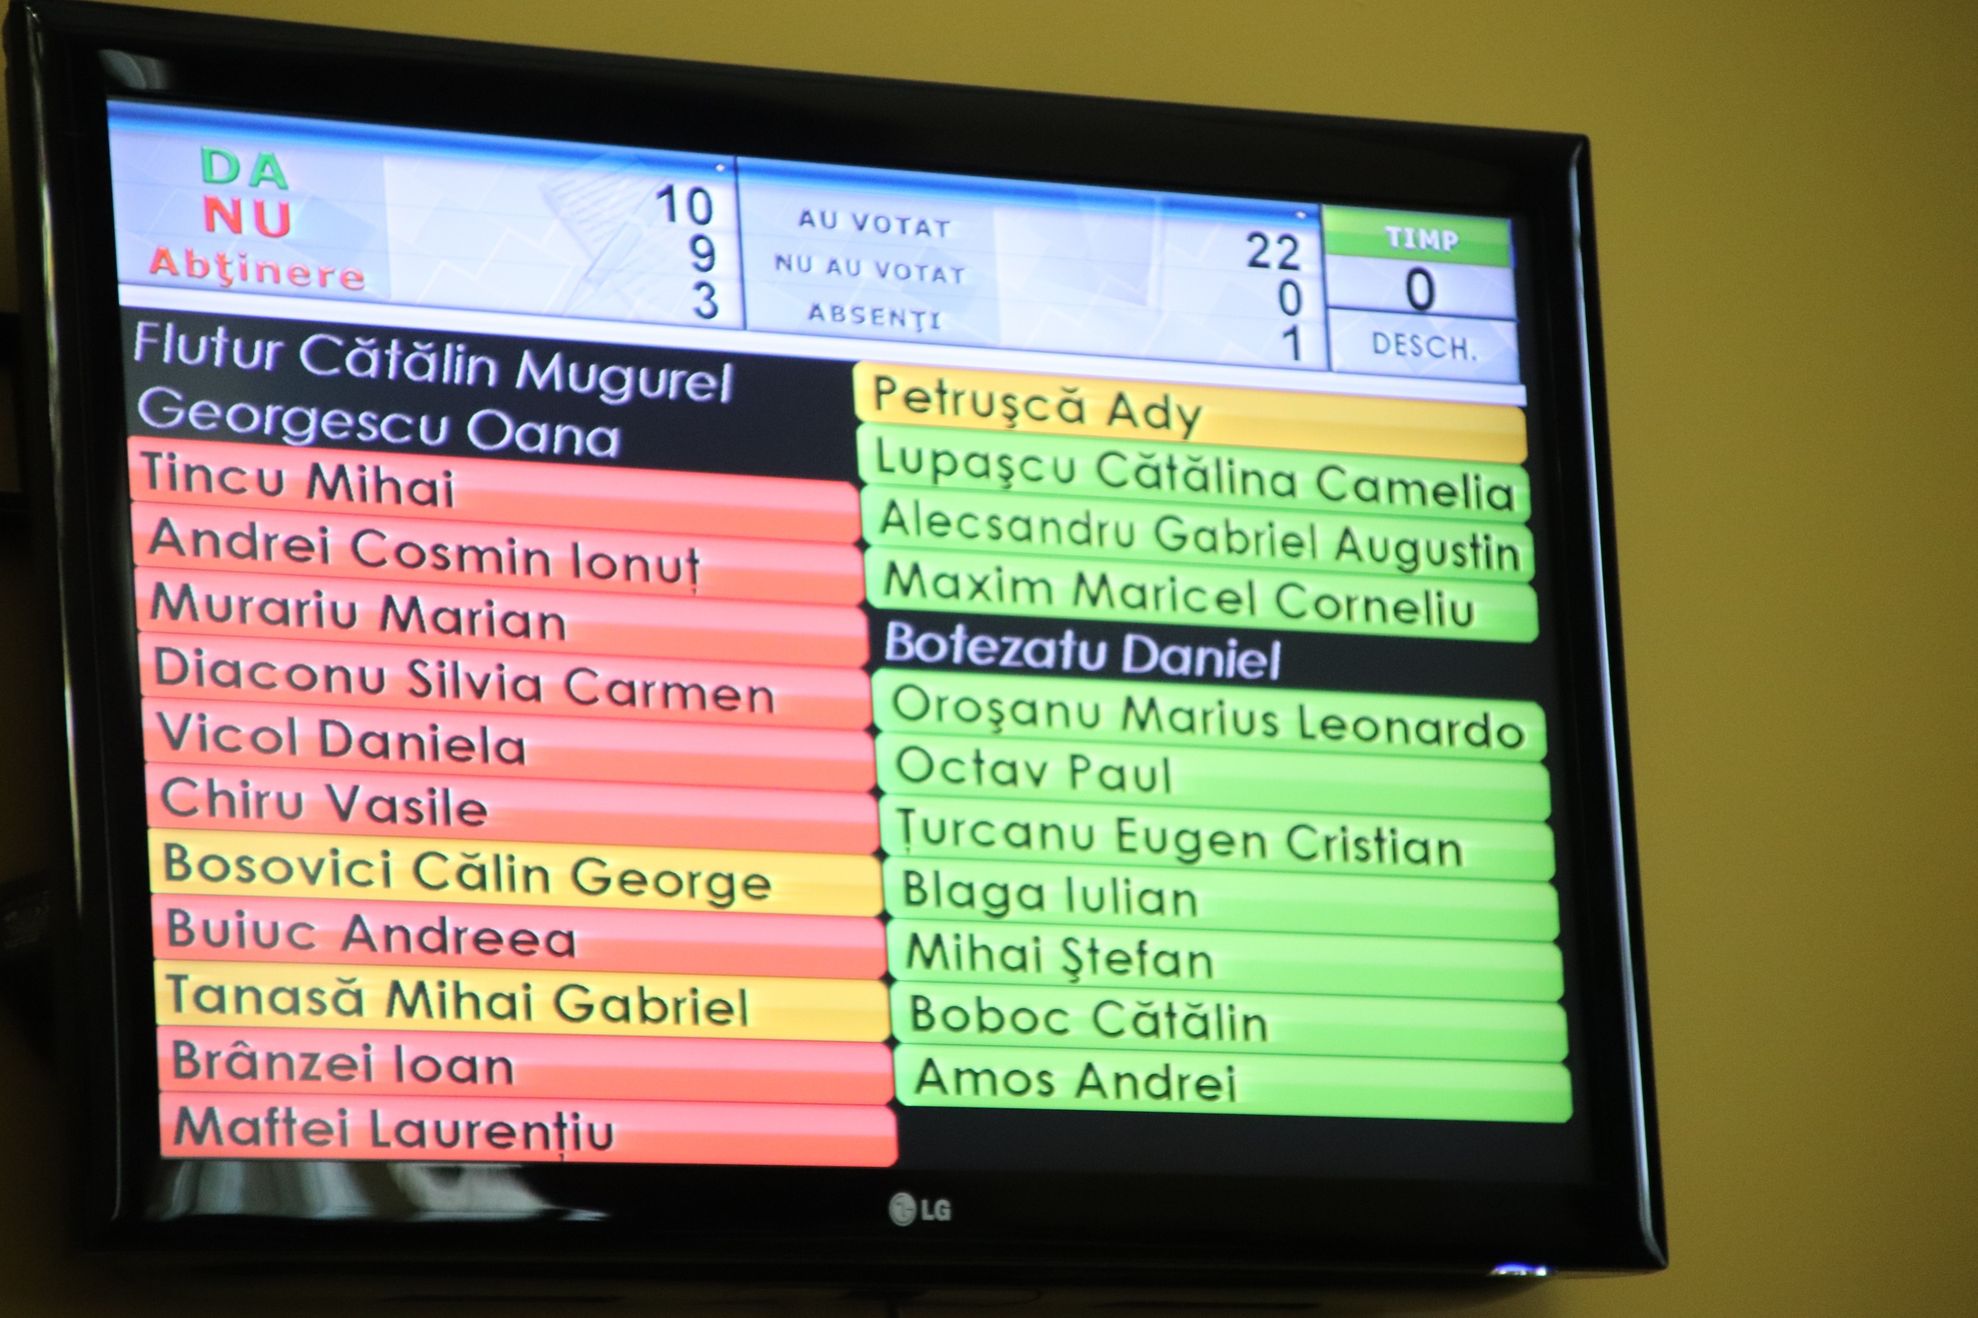 DA 10
NU 9
Abţinere 3
AU VOTAT 22
NU AU VOTAT 0
ABSENŢI 1
TIMP
0
DESCH.
Flutur Cătălin Mugurel
Georgescu Oana
Tincu Mihai
Andrei Cosmin Ionuț
Murariu Marian
Diaconu Silvia Carmen
Vicol Daniela
Chiru Vasile
Bosovici Călin George
Buiuc Andreea
Tanasă Mihai Gabriel
Brânzei Ioan
Maftei Laurențiu
Petruşcă Ady
Lupaşcu Cătălina Camelia
Alecsandru Gabriel Augustin
Maxim Maricel Corneliu
Botezatu Daniel
Oroşanu Marius Leonardo
Octav Paul
Țurcanu Eugen Cristian
Blaga Iulian
Mihai Ştefan
Boboc Cătălin
Amos Andrei
LG